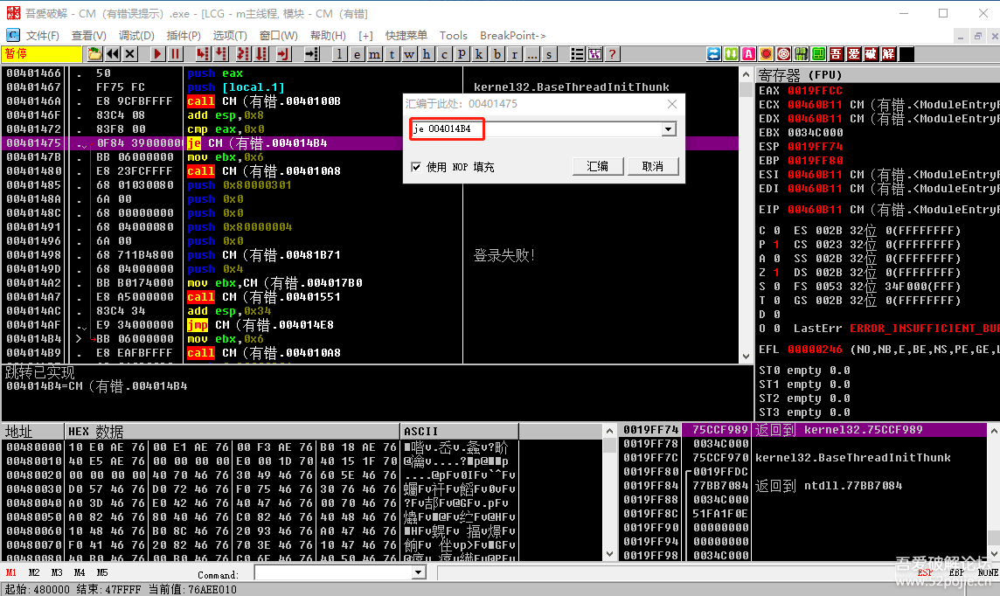 吾爱破解 - CM（有错误提示）.exe - [LCG - m主线程, 模块 - CM（有错]
文件(F) 查看(V) 调试(D) 插件(P) 选项(T) 窗口(W) 帮助(H) [+] 快捷菜单 Tools BreakPoint->
暂停 l e m t w h c p k b r ... s ? 吾 爱 破 解
00401466 . 50 push eax
00401467 . FF75 FC push [local.1] kernel32.BaseThreadInitThunk
0040146A . E8 9CFBFFFF call CM（有错.0040100B
0040146F . 83C4 08 add esp,0x8
00401472 . 83F8 00 cmp eax,0x0
00401475 . 0F84 39000000 je CM（有错.004014B4
0040147B . BB 06000000 mov ebx,0x6
00401480 . E8 23FCFFFF call CM（有错.004010A8
00401485 . 68 01030080 push 0x80000301
0040148A . 6A 00 push 0x0
0040148C . 68 00000000 push 0x0
00401491 . 68 04000080 push 0x80000004
00401496 . 6A 00 push 0x0
00401498 . 68 711B4800 push CM（有错.00481B71 登录失败!
0040149D . 68 04000000 push 0x4
004014A2 . BB B0174000 mov ebx,CM（有错.004017B0
004014A7 . E8 A5000000 call CM（有错.00401551
004014AC . 83C4 34 add esp,0x34
004014AF . E9 34000000 jmp CM（有错.004014E8
004014B4 > BB 06000000 mov ebx,0x6
004014B9 . E8 EAFBFFFF call CM（有错.004010A8
汇编于此处: 00401475
je 004014B4
使用 NOP 填充 汇编 取消
跳转已实现
004014B4=CM（有错.004014B4
寄存器 (FPU)
EAX 0019FFCC
ECX 00460B11 CM（有错.<ModuleEntryP
EDX 00460B11 CM（有错.<ModuleEntryP
EBX 0034C000
ESP 0019FF74
EBP 0019FF80
ESI 00460B11 CM（有错.<ModuleEntryP
EDI 00460B11 CM（有错.<ModuleEntryP
EIP 00460B11 CM（有错.<ModuleEntryP
C 0 ES 002B 32位 0(FFFFFFFF)
P 1 CS 0023 32位 0(FFFFFFFF)
A 0 SS 002B 32位 0(FFFFFFFF)
Z 1 DS 002B 32位 0(FFFFFFFF)
S 0 FS 0053 32位 34F000(FFF)
T 0 GS 002B 32位 0(FFFFFFFF)
D 0
O 0 LastErr ERROR_INSUFFICIENT_BUF
EFL 00000246 (NO,NB,E,BE,NS,PE,GE,L
ST0 empty 0.0
ST1 empty 0.0
ST2 empty 0.0
ST3 empty 0.0
地址 HEX 数据 ASCII
00480000 10 E0 AE 76 00 E1 AE 76 00 F3 AE 76 B0 18 AE 76
00480010 40 E5 AE 76 00 00 00 00 E0 00 1D 70 40 15 1F 70
00480020 00 00 00 00 40 70 46 76 30 49 46 76 60 5E 46 76 ....@pFv0IFv`^Fv
00480030 D0 57 46 76 D0 72 46 76 F0 75 46 76 30 76 46 76
00480040 A0 3D 46 76 E0 42 46 76 40 47 46 76 00 70 46 76
00480050 A0 82 46 76 80 40 46 76 C0 82 46 76 40 48 46 76
00480060 10 48 46 76 B0 8C 46 76 20 93 46 76 A0 47 46 76
00480070 F0 41 46 76 20 82 46 76 70 3E 46 76 10 47 46 76
00480080 40 B0 46 76 00 B0 46 76 C0 6F 46 76 40 50 46 76
0019FF74 75CCF989 返回到 kernel32.75CCF989
0019FF78 0034C000
0019FF7C 75CCF970 kernel32.BaseThreadInitThunk
0019FF80 0019FFDC
0019FF84 77BB7084 返回到 ntdll.77BB7084
0019FF88 0034C000
0019FF8C 51FA1F0E
0019FF90 00000000
0019FF94 00000000
0019FF98 0034C000
M1 M2 M3 M4 M5 Command: ESP EBP NONE
起始: 480000 结束: 47FFFF 当前值: 76AEE010
吾爱破解论坛
www.52pojie.cn